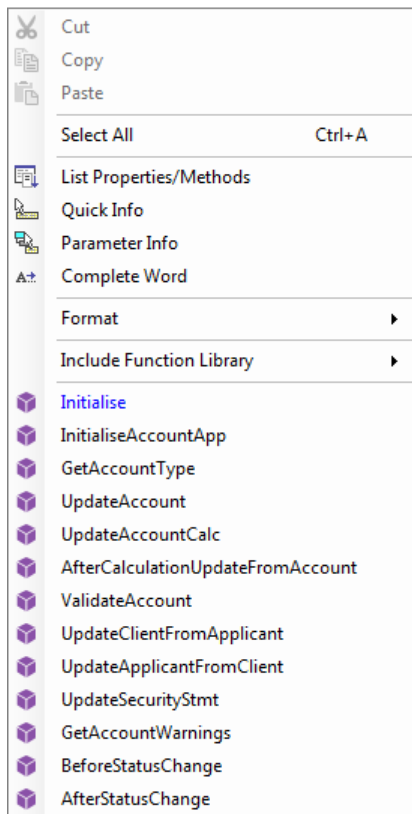 Cut
Copy
Paste
Select All Ctrl+A
List Properties/Methods
Quick Info
Parameter Info
A Complete Word
Format
Include Function Library
Initialise
InitialiseAccountApp
GetAccountType
UpdateAccount
UpdateAccountCalc
AfterCalculationUpdateFromAccount
ValidateAccount
UpdateClientFromApplicant
UpdateApplicantFromClient
UpdateSecurityStmt
GetAccountWarnings
BeforeStatusChange
AfterStatusChange